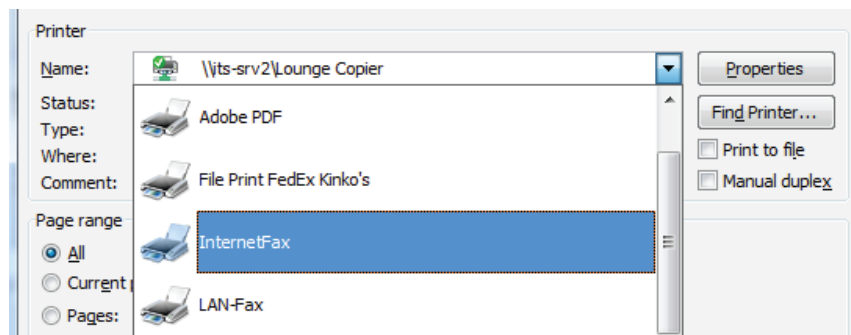 Printer
Name: \\its-srv2\Lounge Copier Properties
Status: Adobe PDF Find Printer...
Type:
Where: Print to file
Comment: File Print FedEx Kinko's Manual duplex
Page range
All InternetFax
Current
Pages: LAN-Fax